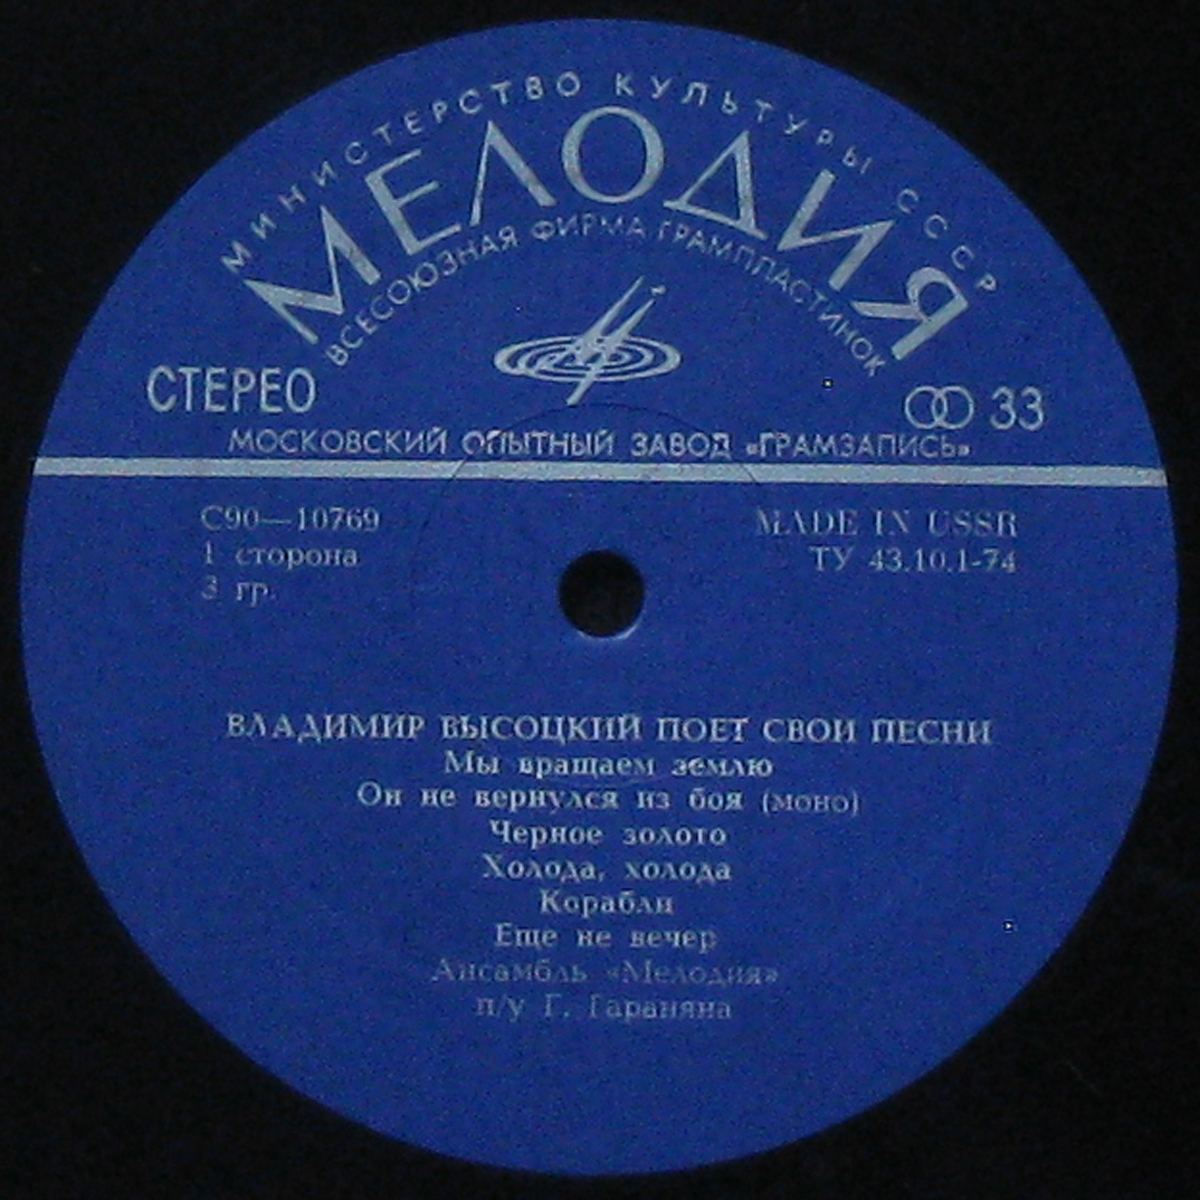 МИНИСТЕРСТВО КУЛЬТУРЫ СССР
МЕЛОДИЯ
ВСЕСОЮЗНАЯ ФИРМА ГРАМПЛАСТИНОК
СТЕРЕО
33
МОСКОВСКИЙ ОПЫТНЫЙ ЗАВОД «ГРАМЗАПИСЬ»
С90—10769
MADE IN USSR
1 сторона
ТУ 43.10.1-74
3 гр.
ВЛАДИМИР ВЫСОЦКИЙ ПОЕТ СВОИ ПЕСНИ
Мы вращаем землю
Он не вернулся из боя (моно)
Черное золото
Холода, холода
Корабли
Еще не вечер
Ансамбль «Мелодия»
п/у Г. Гараняна